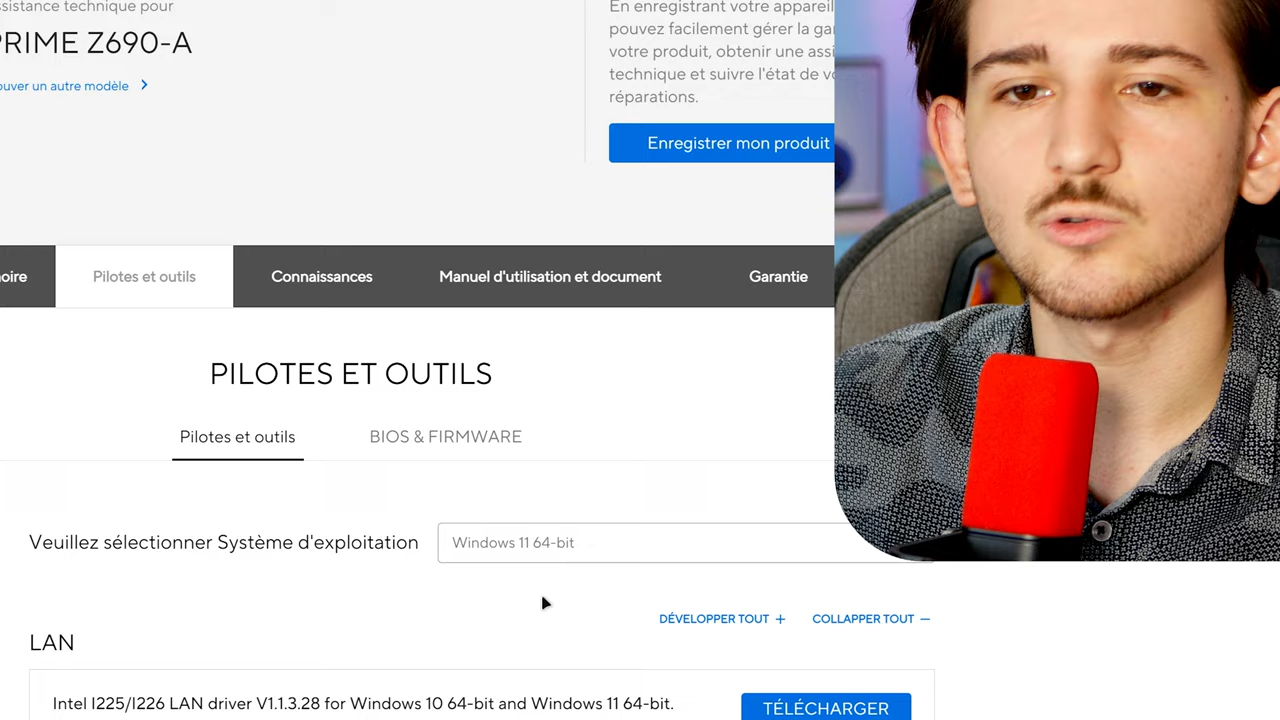 ssistance technique pour
PRIME Z690-A
ouver un autre modèle
En enregistrant votre appareil
pouvez facilement gérer la ga
votre produit, obtenir une assi
technique et suivre l'état de vo
réparations.
Enregistrer mon produit
oire
Pilotes et outils
Connaissances
Manuel d'utilisation et document
Garantie
PILOTES ET OUTILS
Pilotes et outils
BIOS & FIRMWARE
Veuillez sélectionner Système d'exploitation
Windows 11 64-bit
DÉVELOPPER TOUT +
COLLAPPER TOUT −
LAN
Intel I225/I226 LAN driver V1.1.3.28 for Windows 10 64-bit and Windows 11 64-bit.
TÉLÉCHARGER